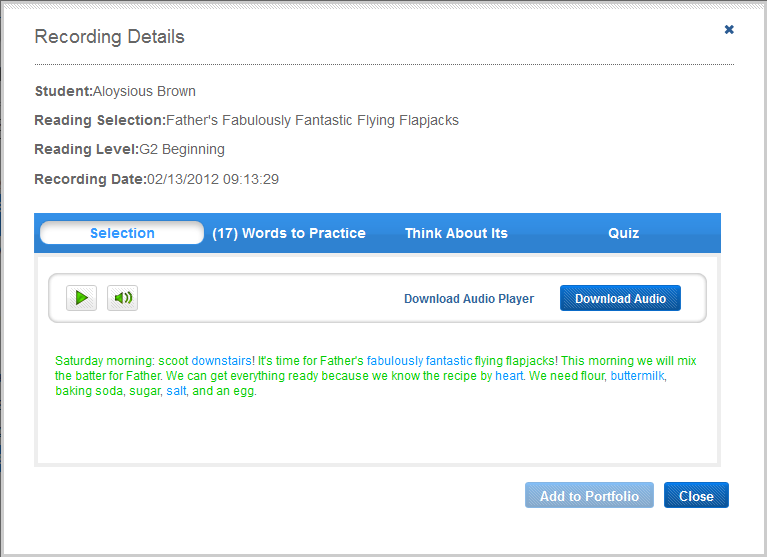 Recording Details
Student:Aloysious Brown
Reading Selection:Father's Fabulously Fantastic Flying Flapjacks
Reading Level:G2 Beginning
Recording Date:02/13/2012 09:13:29
Selection (17) Words to Practice Think About Its Quiz
Download Audio Player Download Audio
Saturday morning: scoot downstairs! It's time for Father's fabulously fantastic flying flapjacks! This morning we will mix
the batter for Father. We can get everything ready because we know the recipe by heart. We need flour, buttermilk,
baking soda, sugar, salt, and an egg.
Add to Portfolio Close